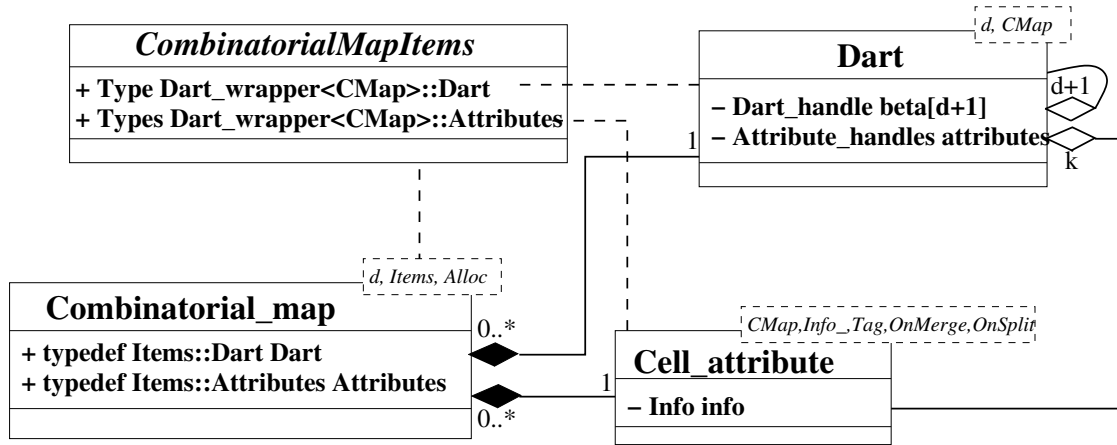 CombinatorialMapItems
+ Type Dart_wrapper<CMap>::Dart
+ Types Dart_wrapper<CMap>::Attributes
d, CMap
Dart
− Dart_handle beta[d+1]
− Attribute_handles attributes
d+1
k
1
d, Items, Alloc
Combinatorial_map
+ typedef Items::Dart Dart
+ typedef Items::Attributes Attributes
0..*
0..*
1
CMap,Info_,Tag,OnMerge,OnSplit
Cell_attribute
− Info info